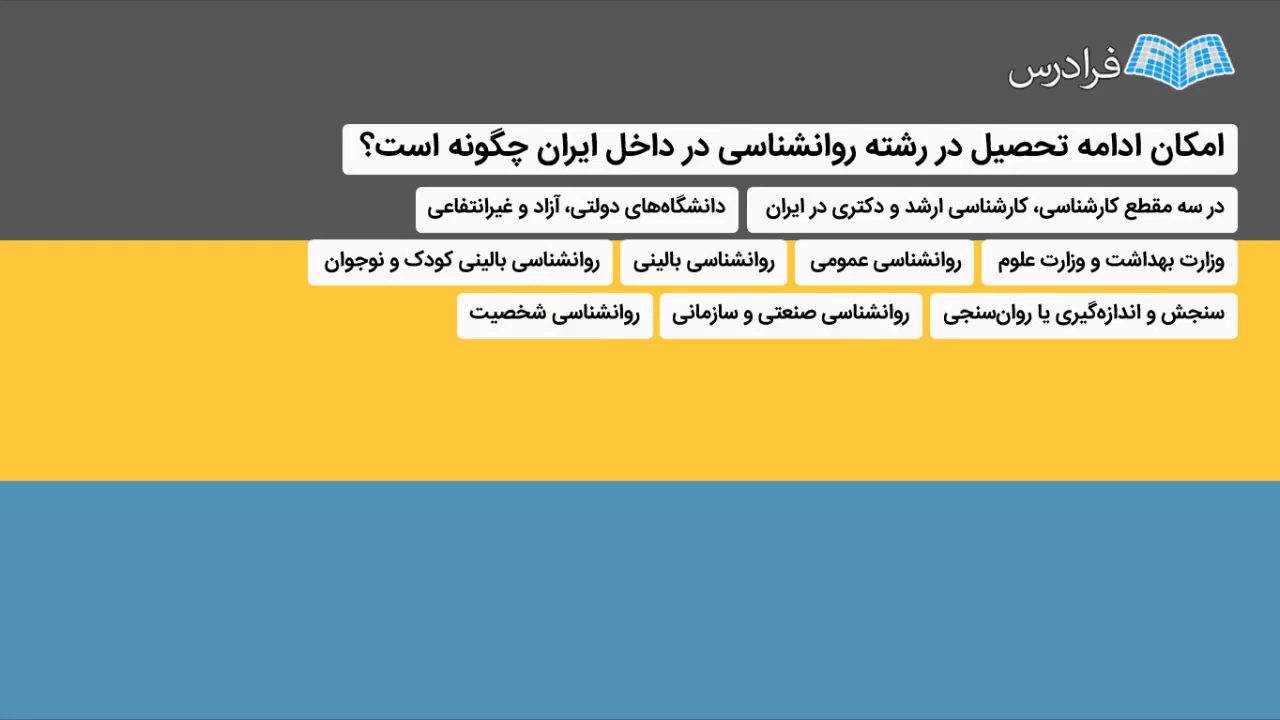 فرادرس
امکان ادامه تحصیل در رشته روانشناسی در داخل ایران چگونه است؟
در سه مقطع کارشناسی، کارشناسی ارشد و دکتری در ایران دانشگاه‌های دولتی، آزاد و غیرانتفاعی
وزارت بهداشت و وزارت علوم روانشناسی عمومی روانشناسی بالینی روانشناسی بالینی کودک و نوجوان
سنجش و اندازه‌گیری یا روان‌سنجی روانشناسی صنعتی و سازمانی روانشناسی شخصیت